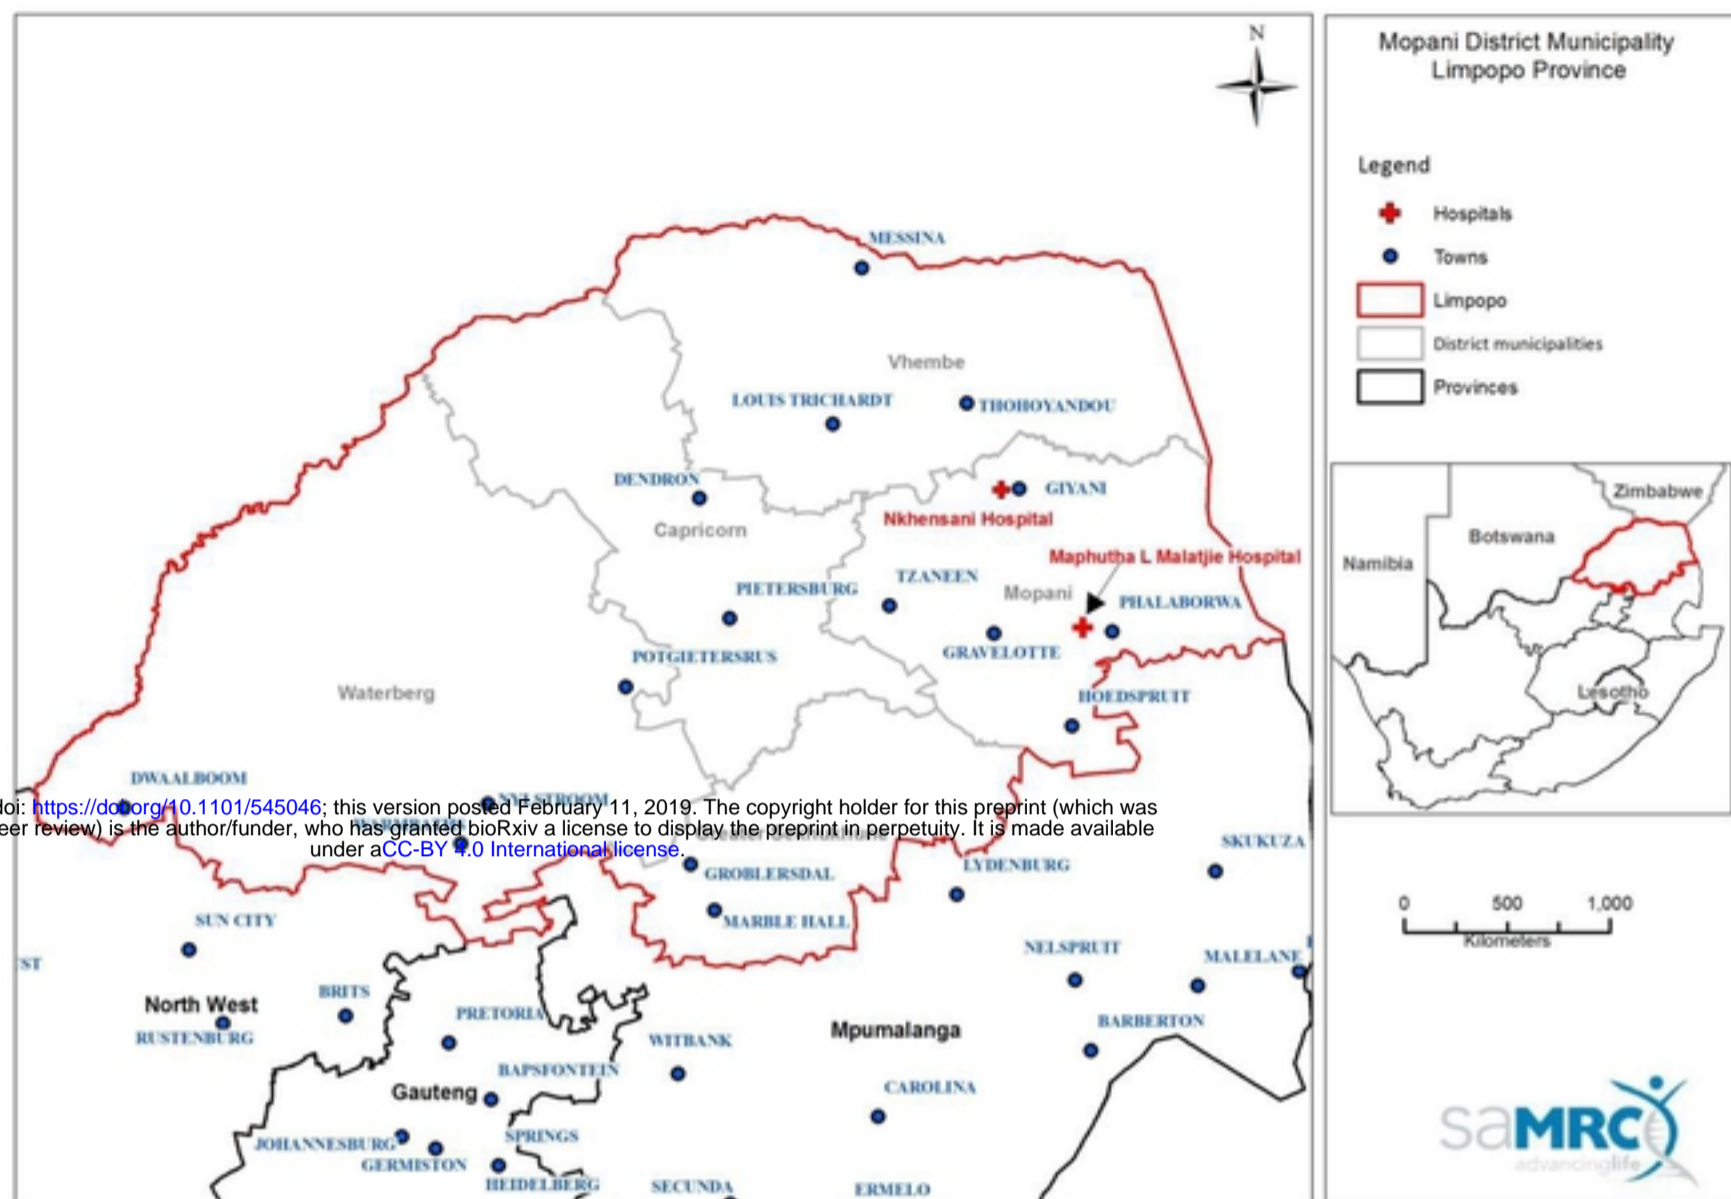 N
MESSINA
Vhembe
LOUIS TRICHARDT
THOHOYANDOU
DENDRON
GIYANI
Nkhensani Hospital
Capricorn
Maphutha L Malatjie Hospital
TZANEEN
PIETERSBURG
Mopani
PHALABORWA
GRAVELOTTE
POTGIETERSRUS
Waterberg
HOEDSPRUIT
DWAALBOOM
NYLSTROOM
doi: https://doi.org/10.1101/545046; this version posted February 11, 2019. The copyright holder for this preprint (which was
eer review) is the author/funder, who has granted bioRxiv a license to display the preprint in perpetuity. It is made available
under aCC-BY 4.0 International license.
WARMBATHS
SKUKUZA
LYDENBURG
GROBLERSDAL
MARBLE HALL
SUN CITY
NELSPRUIT
MALELANE
ST
BRITS
North West
RUSTENBURG
PRETORIA
BARBERTON
Mpumalanga
WITBANK
BAPSFONTEIN
Gauteng
CAROLINA
SPRINGS
JOHANNESBURG
GERMISTON
HEIDELBERG
SECUNDA
ERMELO
Mopani District Municipality
Limpopo Province
Legend
Hospitals
Towns
Limpopo
District municipalities
Provinces
Zimbabwe
Botswana
Namibia
Lesotho
0 500 1,000
Kilometers
saMRC
advancinglife